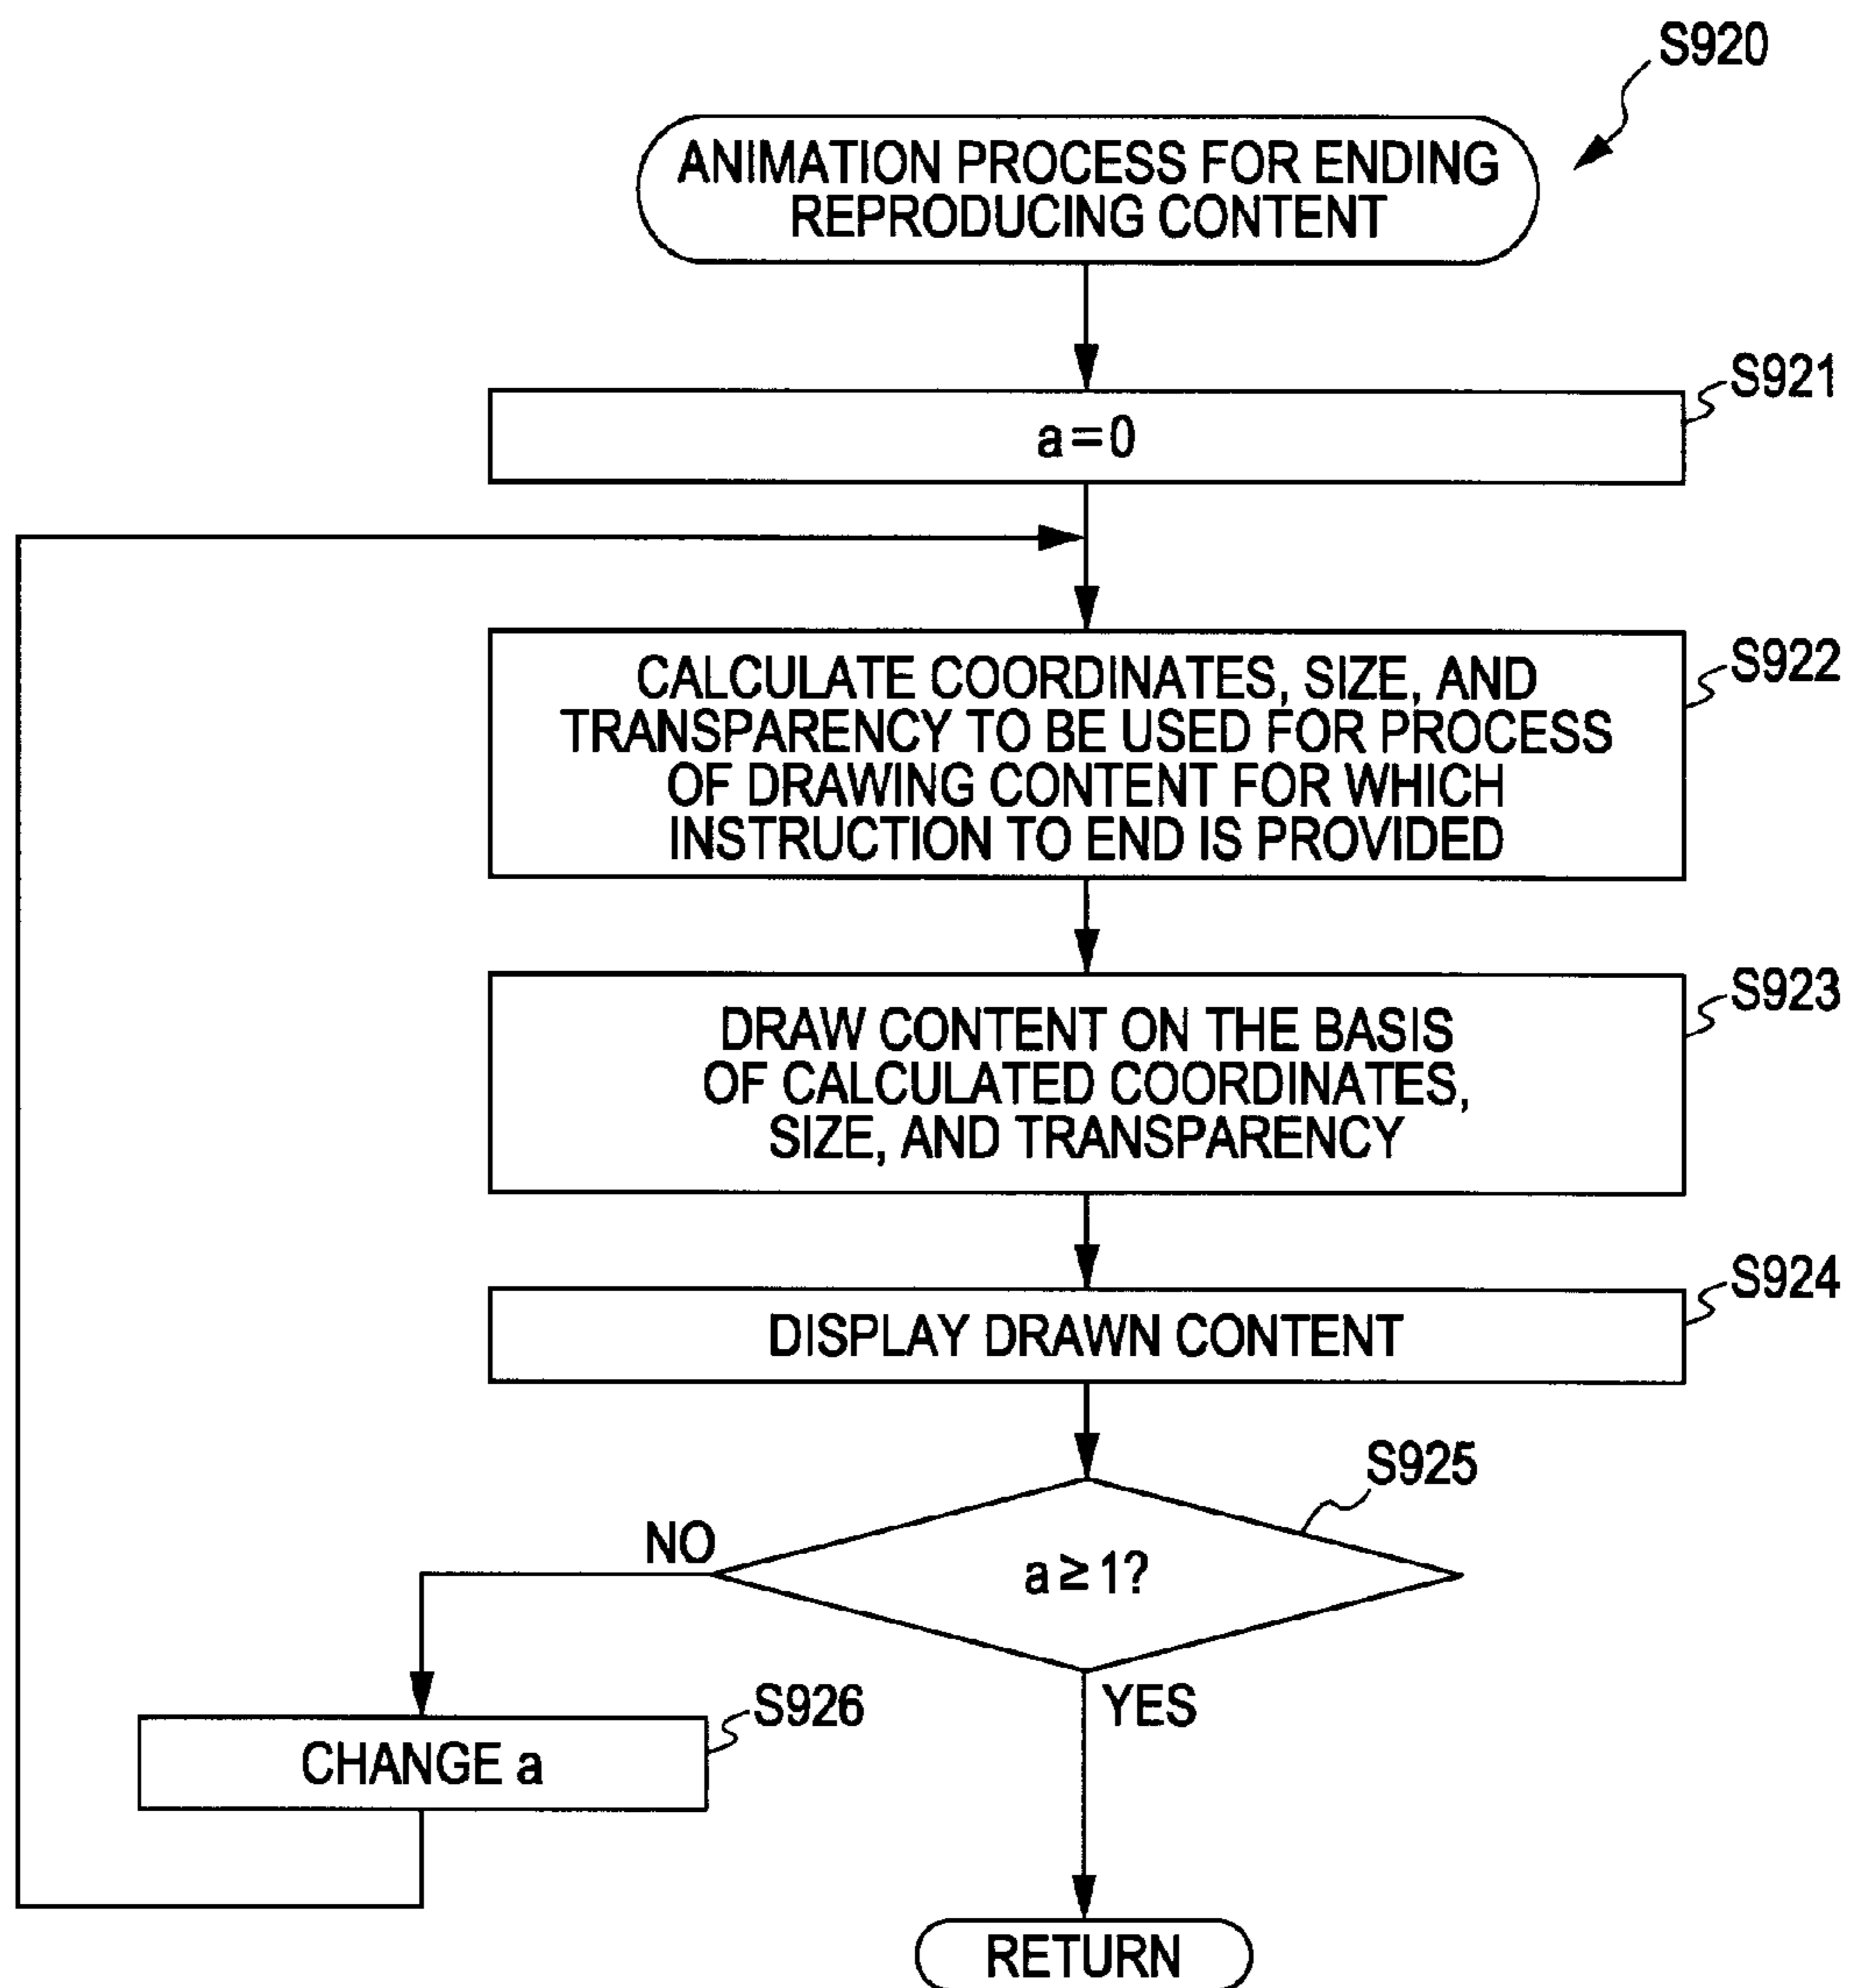 S920
ANIMATION PROCESS FOR ENDING
REPRODUCING CONTENT
S921
a=0
S922
CALCULATE COORDINATES, SIZE, AND
TRANSPARENCY TO BE USED FOR PROCESS
OF DRAWING CONTENT FOR WHICH
INSTRUCTION TO END IS PROVIDED
S923
DRAW CONTENT ON THE BASIS
OF CALCULATED COORDINATES,
SIZE, AND TRANSPARENCY
S924
DISPLAY DRAWN CONTENT
S925
NO
a≥1?
YES
S926
CHANGE a
RETURN